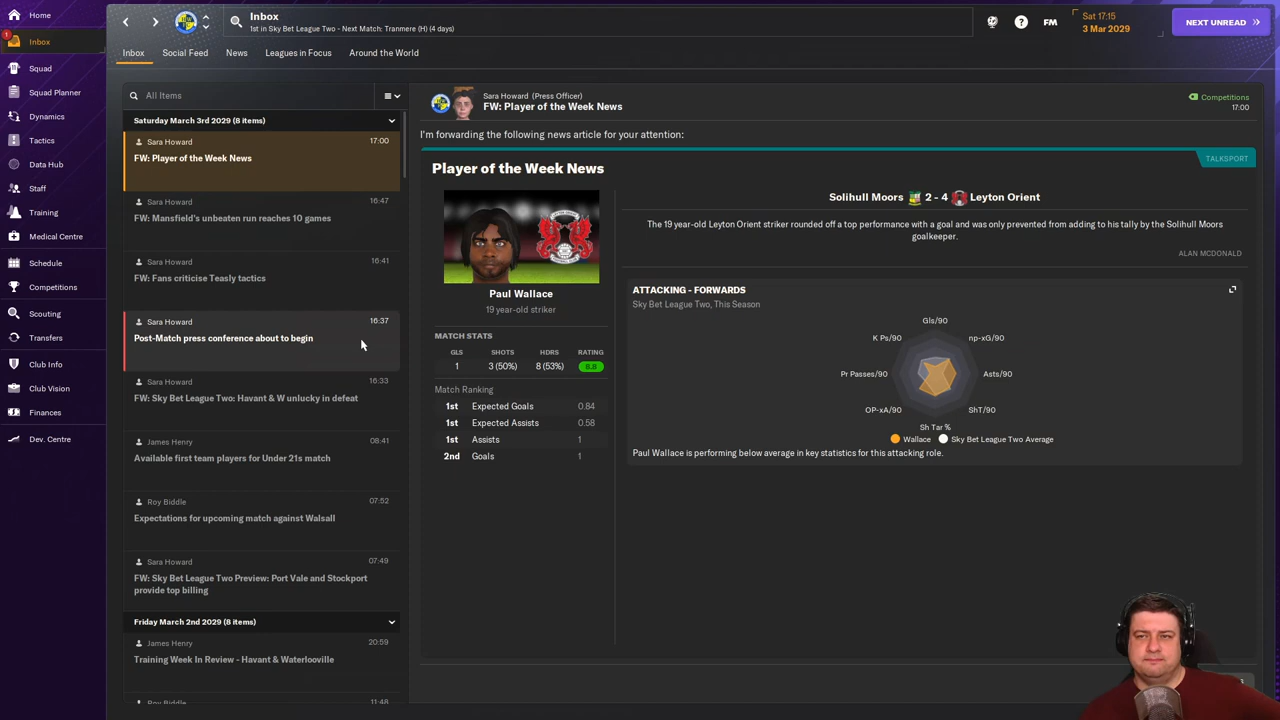 Home
Inbox
1
Squad
Squad Planner
Dynamics
Tactics
Data Hub
Staff
Training
Medical Centre
Schedule
Competitions
Scouting
Transfers
Club Info
Club Vision
Finances
Dev. Centre
Inbox
1st in Sky Bet League Two - Next Match: Tranmere (H) (4 days)
FM
Sat 17:15
3 Mar 2029
NEXT UNREAD
Inbox
Social Feed
News
Leagues in Focus
Around the World
All Items
Saturday March 3rd 2029 (8 items)
Sara Howard 17:00
FW: Player of the Week News
Sara Howard 16:47
FW: Mansfield's unbeaten run reaches 10 games
Sara Howard 16:41
FW: Fans criticise Teasly tactics
Sara Howard 16:37
Post-Match press conference about to begin
Sara Howard 16:33
FW: Sky Bet League Two: Havant & W unlucky in defeat
James Henry 08:41
Available first team players for Under 21s match
Roy Biddle 07:52
Expectations for upcoming match against Walsall
Sara Howard 07:49
FW: Sky Bet League Two Preview: Port Vale and Stockport
provide top billing
Friday March 2nd 2029 (8 items)
James Henry 20:59
Training Week In Review - Havant & Waterlooville
Sara Howard (Press Officer)
FW: Player of the Week News
Competitions
17:00
I'm forwarding the following news article for your attention:
TALKSPORT
Player of the Week News
Paul Wallace
19 year-old striker
MATCH STATS
GLS SHOTS HDRS RATING
1 3 (50%) 8 (53%) 8.8
Match Ranking
1st Expected Goals 0.84
1st Expected Assists 0.58
1st Assists 1
2nd Goals 1
Solihull Moors 2 - 4 Leyton Orient
The 19 year-old Leyton Orient striker rounded off a top performance with a goal and was only prevented from adding to his tally by the Solihull Moors
goalkeeper.
ALAN MCDONALD
ATTACKING - FORWARDS
Sky Bet League Two, This Season
Gls/90
K Ps/90
np-xG/90
Pr Passes/90
Asts/90
OP-xA/90
ShT/90
Sh Tar %
Wallace
Sky Bet League Two Average
Paul Wallace is performing below average in key statistics for this attacking role.